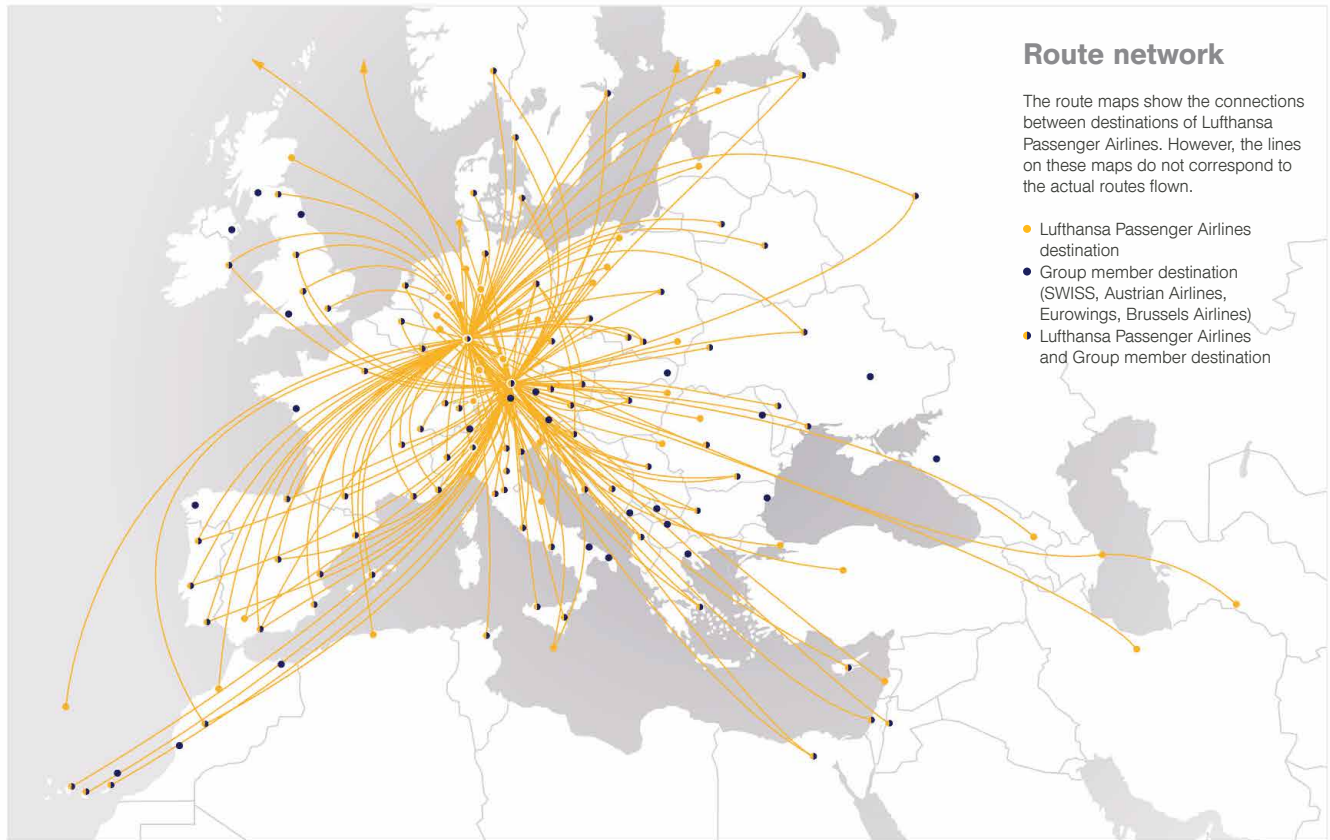 Route network
The route maps show the connections
between destinations of Lufthansa
Passenger Airlines. However, the lines
on these maps do not correspond to
the actual routes flown.
Lufthansa Passenger Airlines
destination
Group member destination
(SWISS, Austrian Airlines,
Eurowings, Brussels Airlines)
Lufthansa Passenger Airlines
and Group member destination